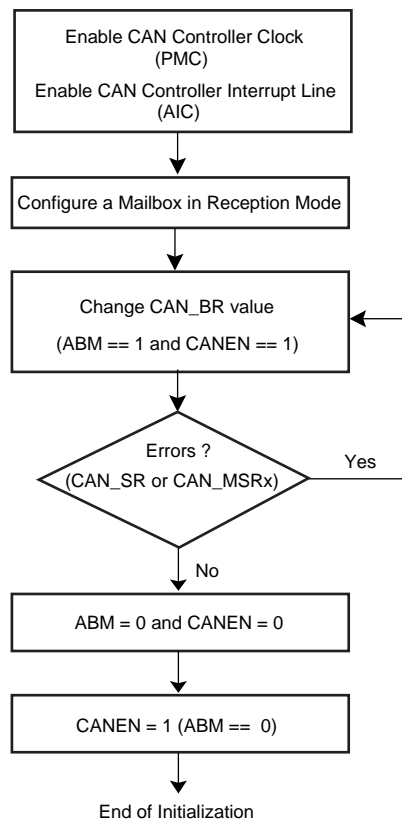 Enable CAN Controller Clock
(PMC)
Enable CAN Controller Interrupt Line
(AIC)
Configure a Mailbox in Reception Mode
Change CAN_BR value
(ABM == 1 and CANEN == 1)
Errors ?
(CAN_SR or CAN_MSRx)
Yes
No
ABM = 0 and CANEN = 0
CANEN = 1 (ABM == 0)
End of Initialization